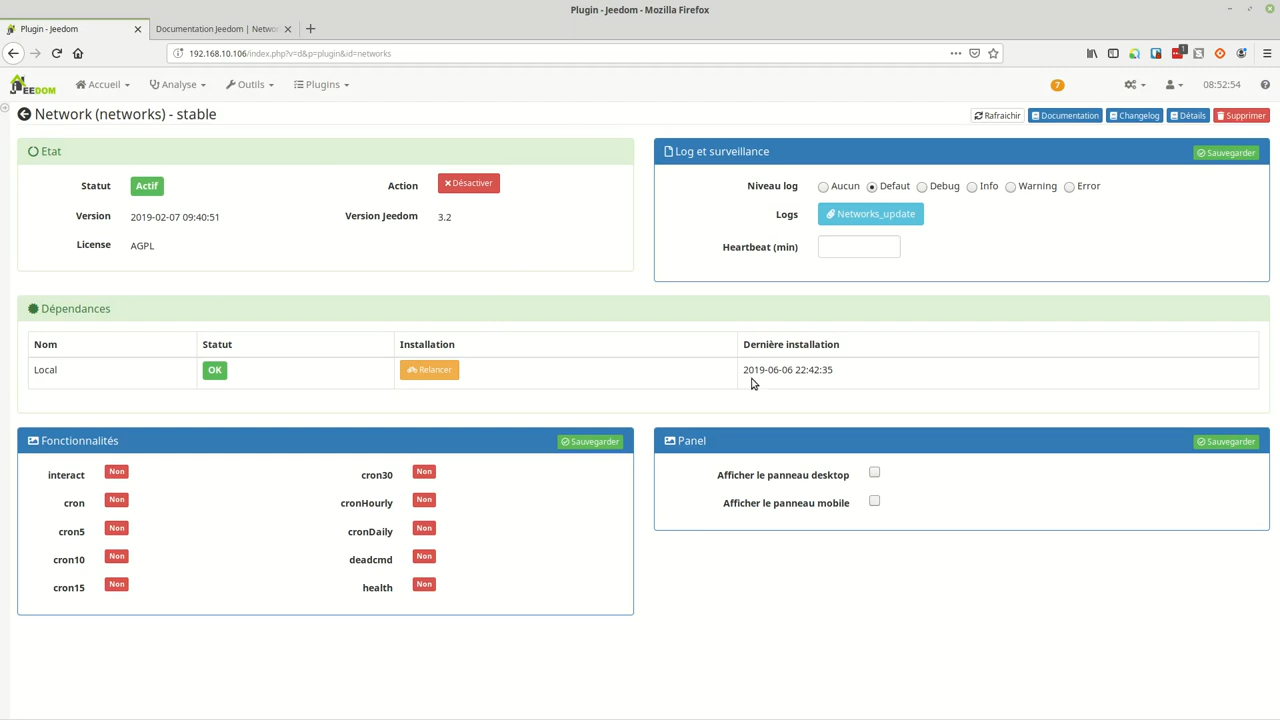 Plugin - Jeedom - Mozilla Firefox
Plugin - Jeedom
Documentation Jeedom | Netwo
192.168.10.106/index.php?v=d&p=plugin&id=networks
1
JEEDOM
Accueil
Analyse
Outils
Plugins
7
08:52:54
Network (networks) - stable
Rafraichir
Documentation
Changelog
Détails
Supprimer
Etat
Statut
Actif
Action
Désactiver
Version
2019-02-07 09:40:51
Version Jeedom
3.2
License
AGPL
Log et surveillance
Sauvegarder
Niveau log
Aucun
Defaut
Debug
Info
Warning
Error
Logs
Networks_update
Heartbeat (min)
Dépendances
Nom
Statut
Installation
Dernière installation
Local
OK
Relancer
2019-06-06 22:42:35
Fonctionnalités
Sauvegarder
interact
Non
cron30
Non
cron
Non
cronHourly
Non
cron5
Non
cronDaily
Non
cron10
Non
deadcmd
Non
cron15
Non
health
Non
Panel
Sauvegarder
Afficher le panneau desktop
Afficher le panneau mobile